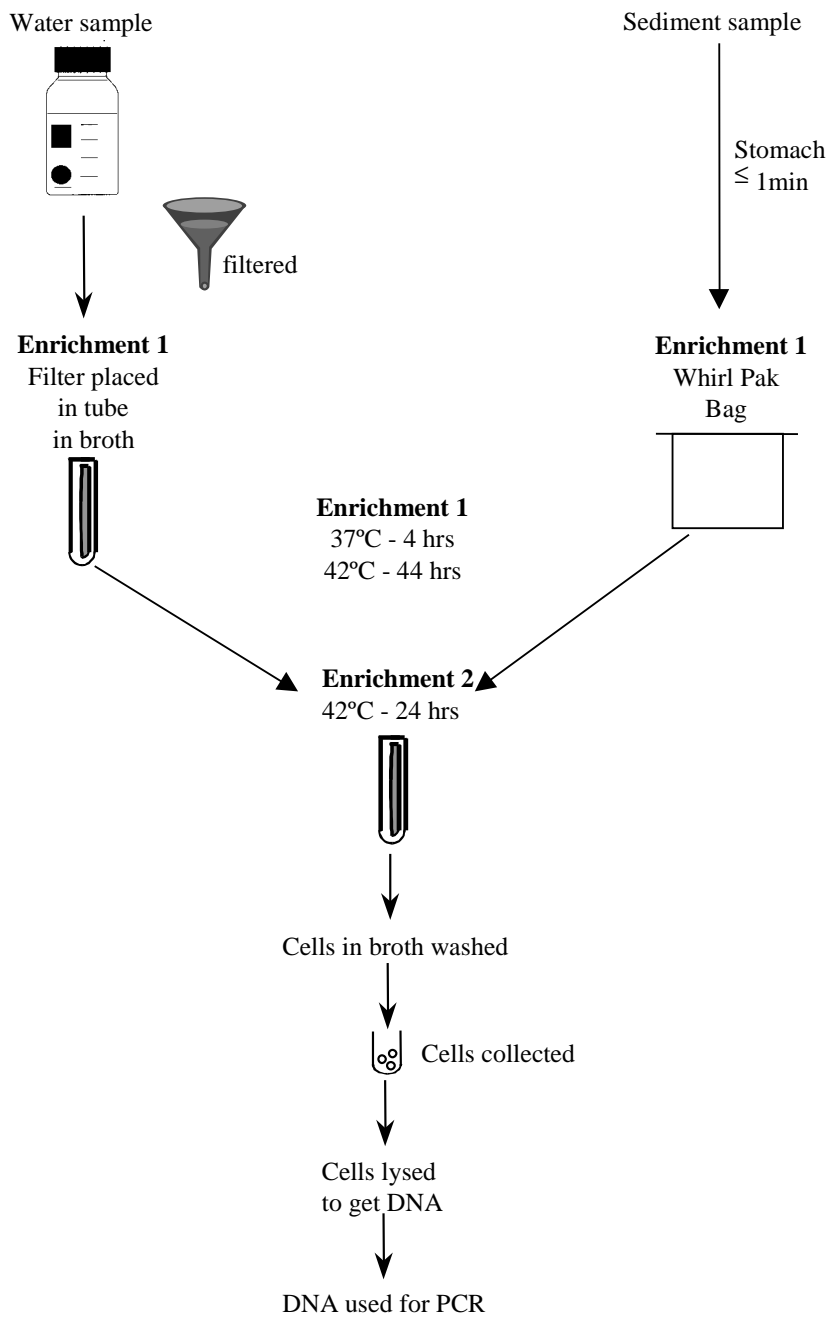 Water sample
Sediment sample
Stomach
≤ 1min
filtered
Enrichment 1
Filter placed
in tube
in broth
Enrichment 1
Whirl Pak
Bag
Enrichment 1
37ºC - 4 hrs
42ºC - 44 hrs
Enrichment 2
42ºC - 24 hrs
Cells in broth washed
Cells collected
Cells lysed
to get DNA
DNA used for PCR